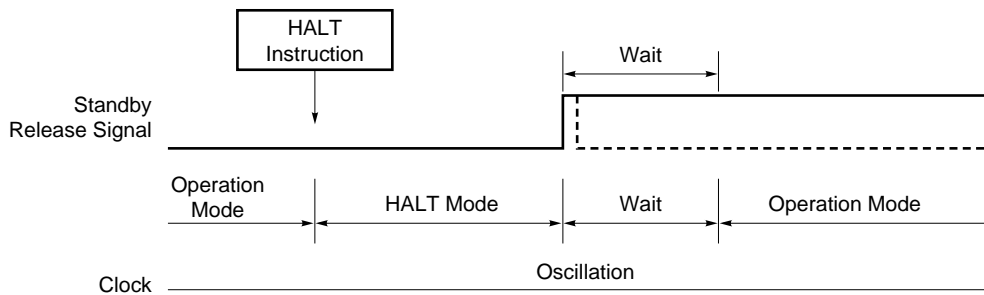 HALT
Instruction
Wait
Standby
Release Signal
Operation
Mode
HALT Mode
Wait
Operation Mode
Oscillation
Clock